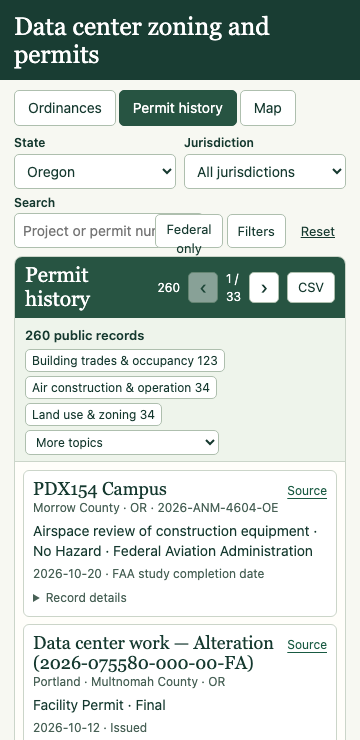 Data center zoning and
permits
Ordinances Permit history Map
State Jurisdiction
Oregon All jurisdictions
Search
Project or permit nur Federal only Filters Reset
Permit history 260 ‹ 1 / 33 › CSV
260 public records
Building trades & occupancy 123
Air construction & operation 34
Land use & zoning 34
More topics
PDX154 Campus Source
Morrow County · OR · 2026-ANM-4604-OE
Airspace review of construction equipment ·
No Hazard · Federal Aviation Administration
2026-10-20 · FAA study completion date
▶ Record details
Data center work — Alteration Source
(2026-075580-000-00-FA)
Portland · Multnomah County · OR
Facility Permit · Final
2026-10-12 · Issued